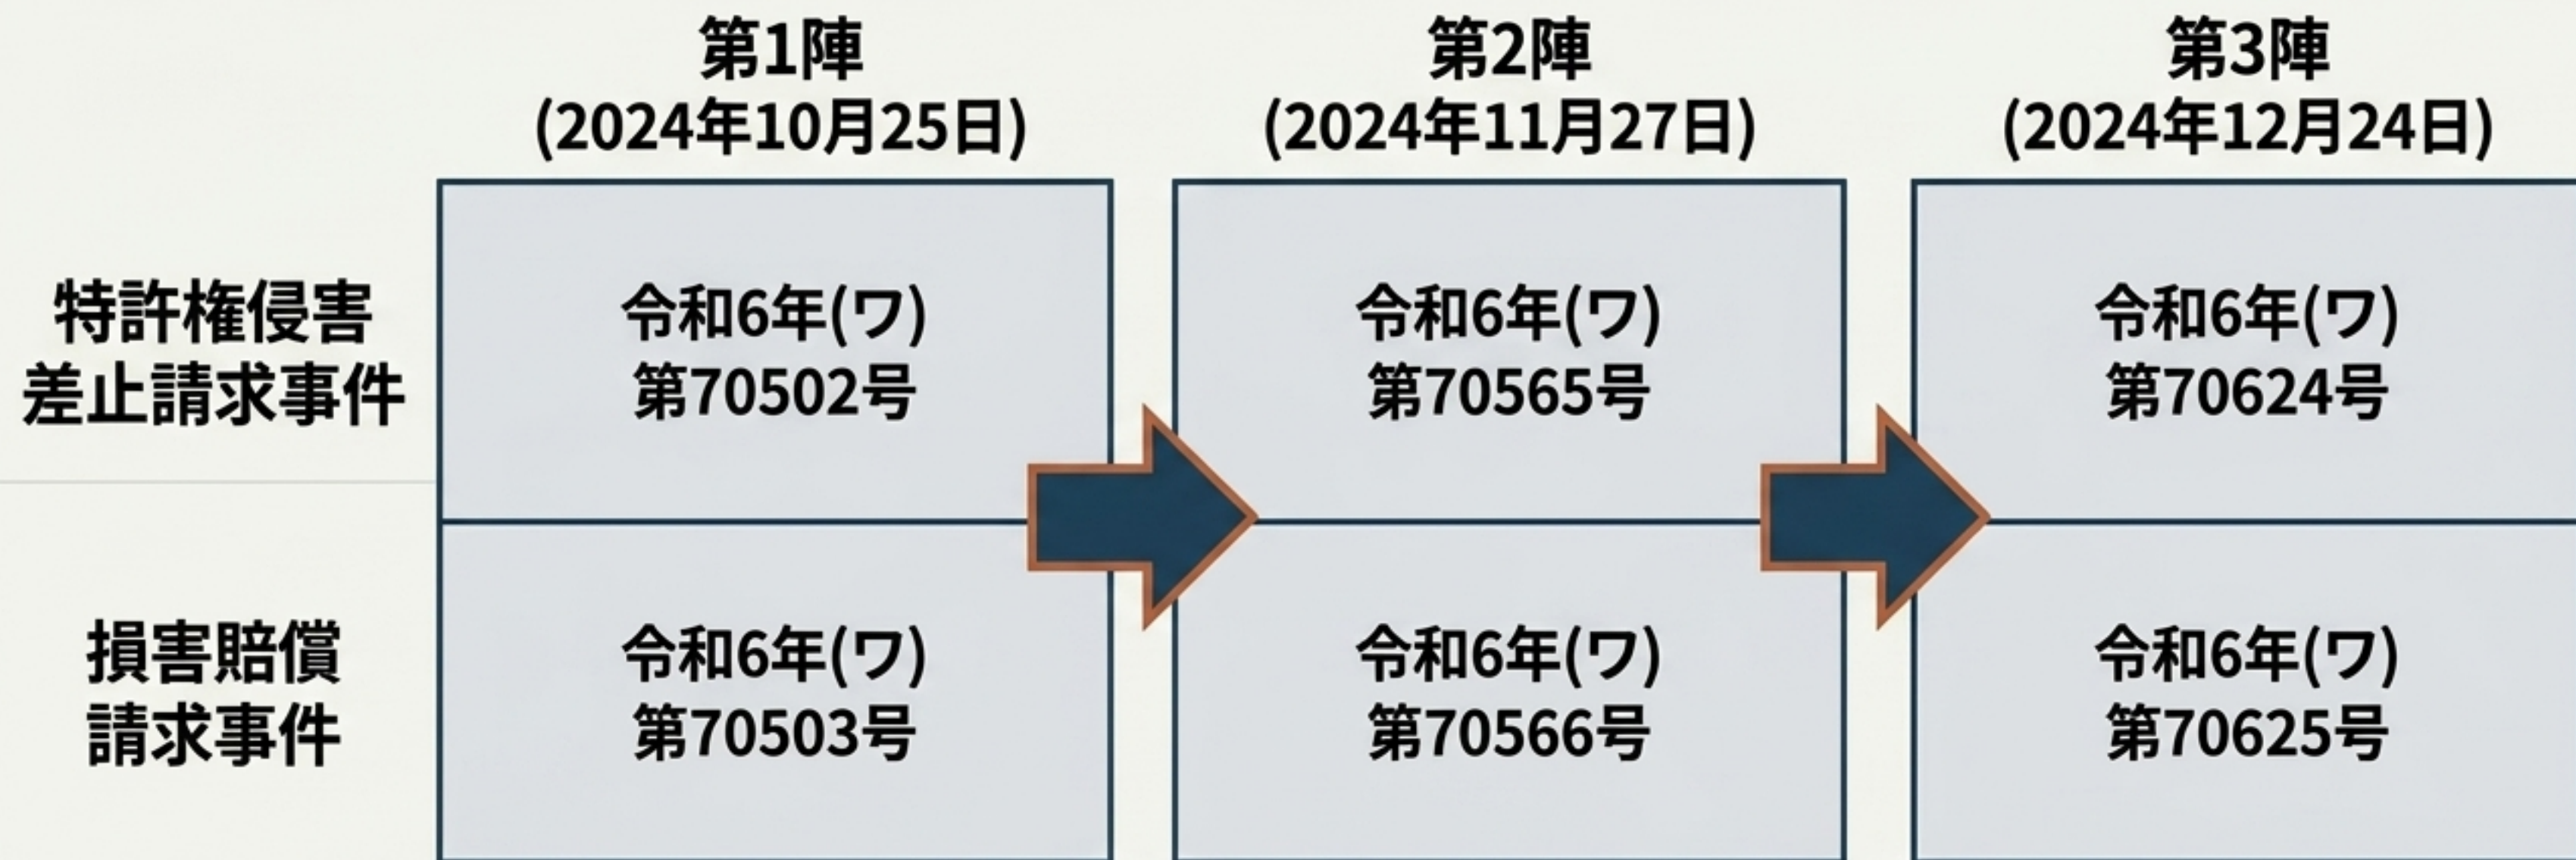 第1陣
(2024年10月25日)
第2陣
(2024年11月27日)
第3陣
(2024年12月24日)
特許権侵害
差止請求事件
令和6年(ワ)
第70502号
令和6年(ワ)
第70565号
令和6年(ワ)
第70624号
損害賠償
請求事件
令和6年(ワ)
第70503号
令和6年(ワ)
第70566号
令和6年(ワ)
第70625号